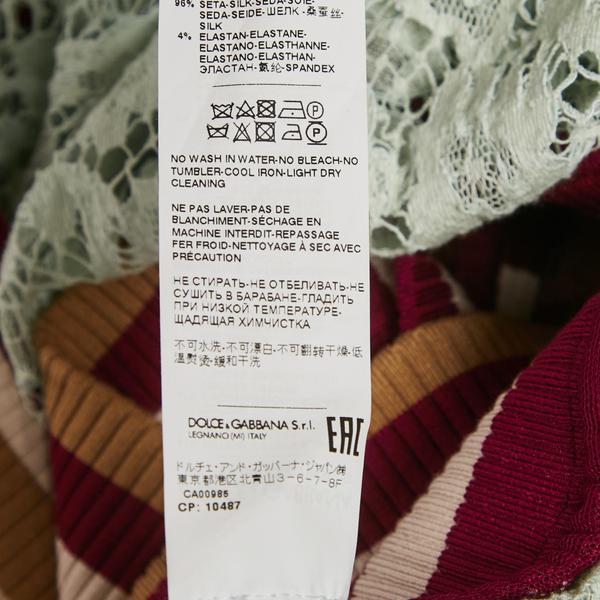 96% SETA-SILK-SEDA-SOIE-
SEDA-SEIDE-ШЕЛК-桑蚕丝-
SILK
4% ELASTAN-ELASTANE-
ELASTANO-ELASTHANNE-
ELASTANO-ELASTHAN-
ЭЛАСТАН-氨纶-SPANDEX
NO WASH IN WATER-NO BLEACH-NO
TUMBLER-COOL IRON-LIGHT DRY
CLEANING
NE PAS LAVER-PAS DE
BLANCHIMENT-SÉCHAGE EN
MACHINE INTERDIT-REPASSAGE
FER FROID-NETTOYAGE À SEC AVEC
PRÉCAUTION
НЕ СТИРАТЬ-НЕ ОТБЕЛИВАТЬ-НЕ
СУШИТЬ В БАРАБАНЕ-ГЛАДИТЬ
ПРИ НИЗКОЙ ТЕМПЕРАТУРЕ-
ЩАДЯЩАЯ ХИМЧИСТКА
不可水洗-不可漂白-不可翻转干燥-低
温熨烫-缓和干洗
DOLCE & GABBANA S.r.l.
LEGNANO (MI) ITALY
EAC
ドルチェ・アンド・ガッバーナ・ジャパン㈱
東京都港区北青山3-6-7-8F
CA00985
CP: 10487